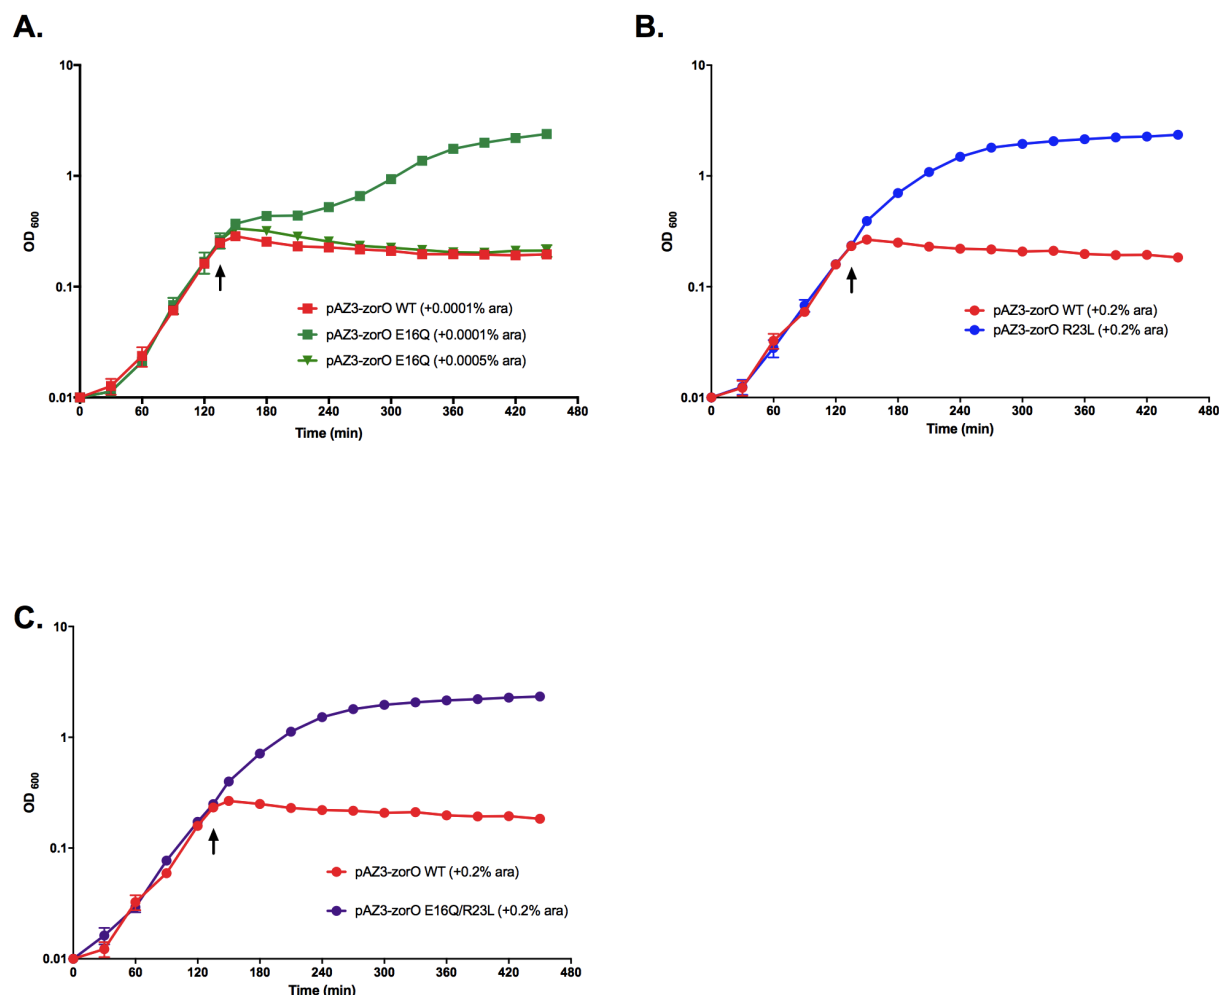 A.
10
1
0.1
0.01
OD 600
0 60 120 180 240 300 360 420 480
Time (min)
pAZ3-zorO WT (+0.0001% ara)
pAZ3-zorO E16Q (+0.0001% ara)
pAZ3-zorO E16Q (+0.0005% ara)
B.
10
1
0.1
0.01
OD 600
0 60 120 180 240 300 360 420 480
Time (min)
pAZ3-zorO WT (+0.2% ara)
pAZ3-zorO R23L (+0.2% ara)
C.
10
1
0.1
0.01
OD 600
0 60 120 180 240 300 360 420 480
Time (min)
pAZ3-zorO WT (+0.2% ara)
pAZ3-zorO E16Q/R23L (+0.2% ara)